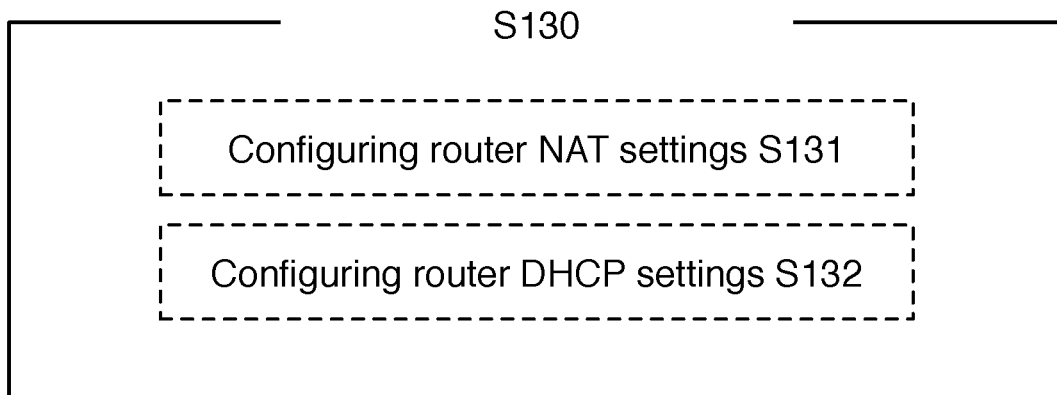 S130
Configuring router NAT settings S131
Configuring router DHCP settings S132